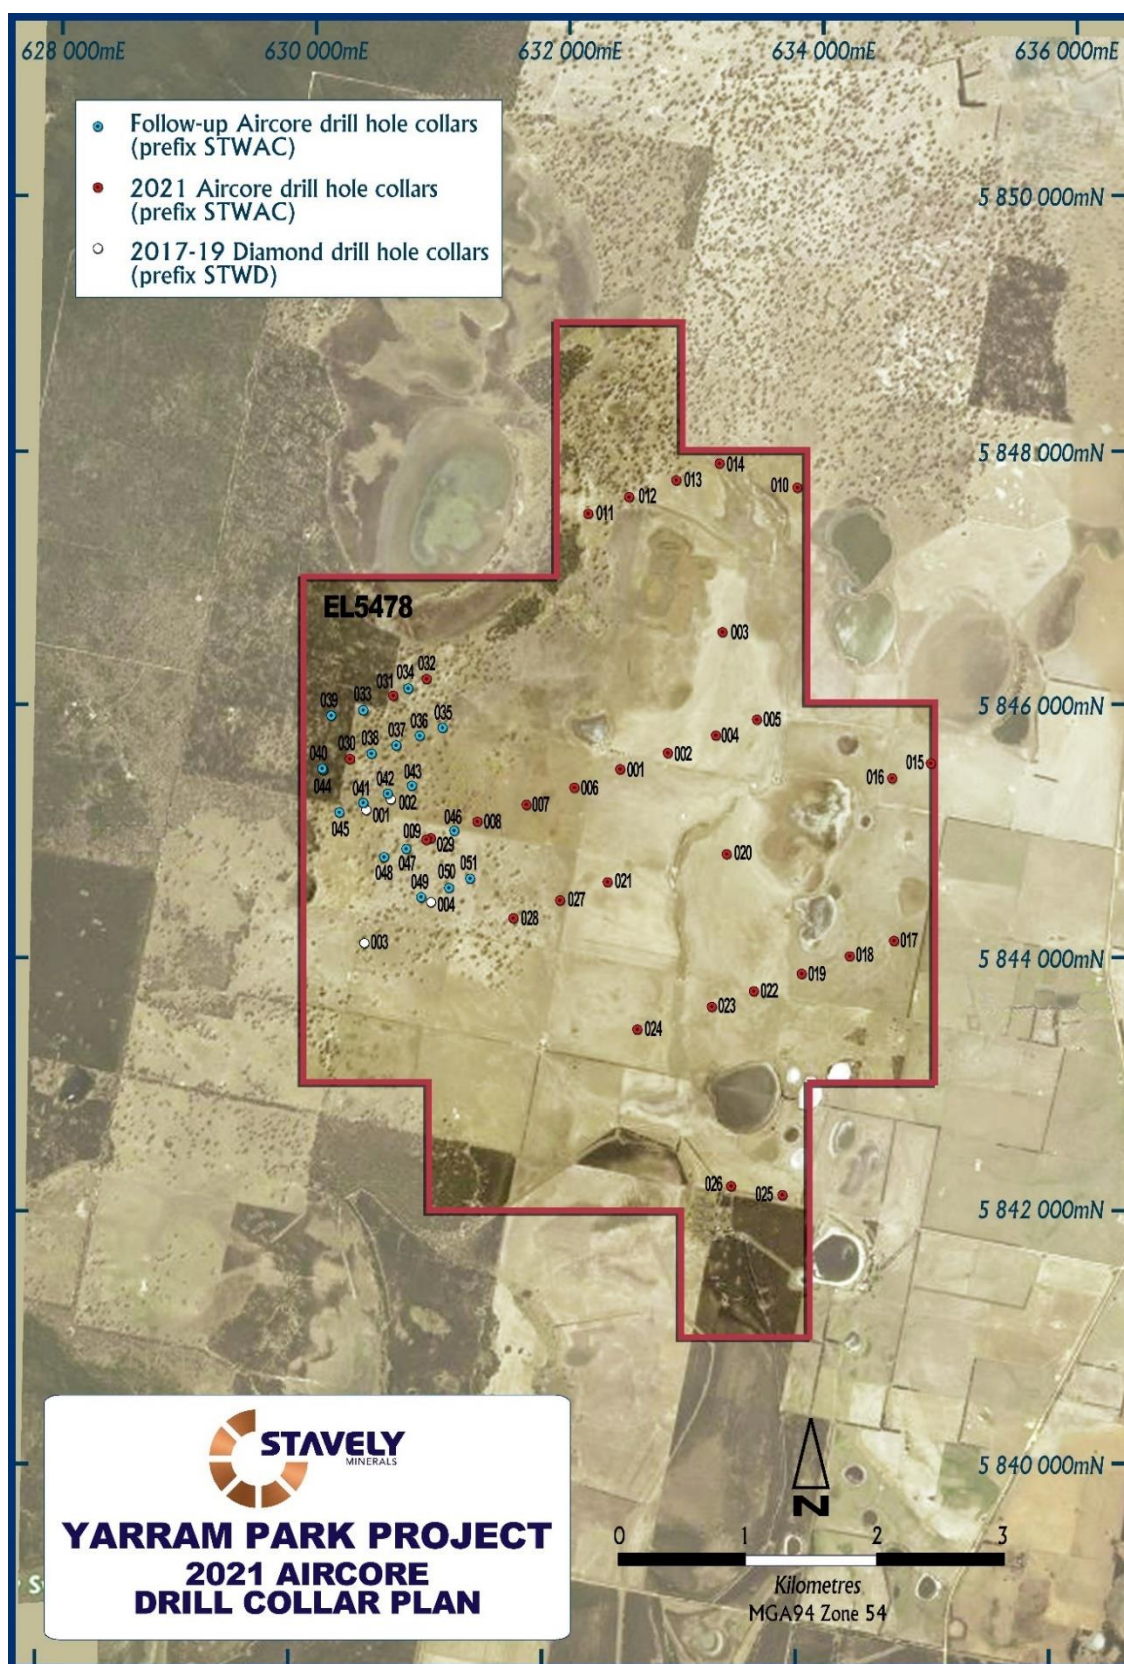 628 000mE
630 000mE
632 000mE
634 000mE
636 000mE
Follow-up Aircore drill hole collars
(prefix STWAC)
2021 Aircore drill hole collars
(prefix STWAC)
2017-19 Diamond drill hole collars
(prefix STWD)
5 850 000mN
5 848 000mN
014
013
010
012
011
EL5478
003
032
034
031
033
039
5 846 000mN
005
035
036
004
037
038
002
030
015
040
001
016
044
043
006
042
041
002
007
001
045
008
046
009
029
020
047
048
051
021
050
049
027
004
028
003
017
5 844 000mN
018
019
022
023
024
026
025
5 842 000mN
STAVELY
MINERALS
5 840 000mN
N
YARRAM PARK PROJECT
2021 AIRCORE
DRILL COLLAR PLAN
0 1 2 3
Kilometres
MGA94 Zone 54